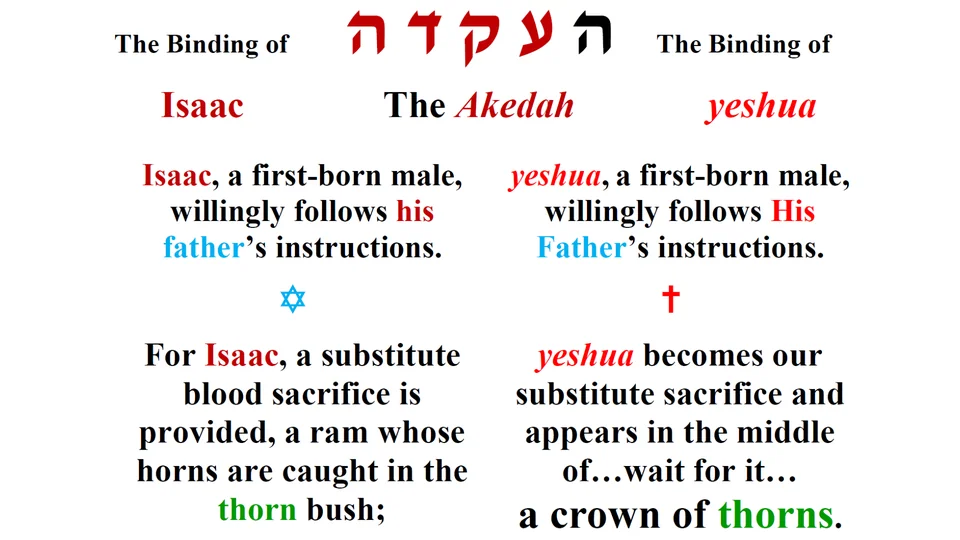 The Binding of
העקדה
The Binding of
Isaac
The Akedah
yeshua
Isaac, a first-born male,
willingly follows his
father’s instructions.
yeshua, a first-born male,
willingly follows His
Father’s instructions.
✡
✝
For Isaac, a substitute
blood sacrifice is
provided, a ram whose
horns are caught in the
thorn bush;
yeshua becomes our
substitute sacrifice and
appears in the middle
of…wait for it…
a crown of thorns.